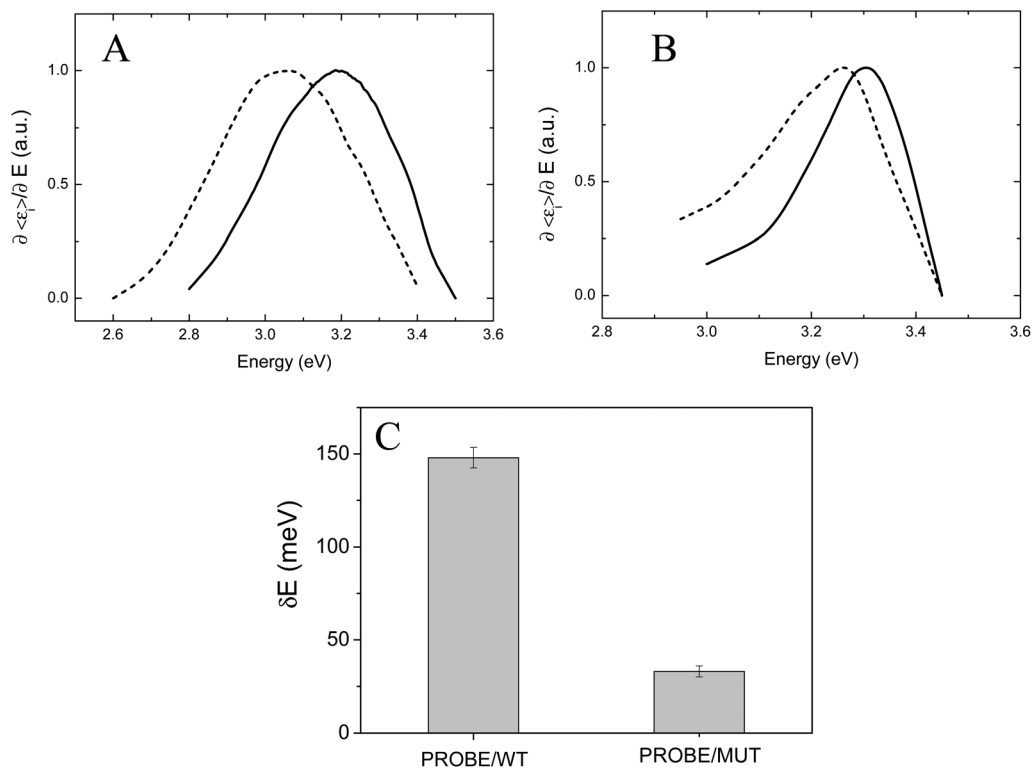 A
∂ <εᵢ>/∂ E (a.u.)
1.0
0.5
0.0
2.6 2.8 3.0 3.2 3.4 3.6
Energy (eV)
B
∂ <εᵢ>/∂ E (a.u.)
1.0
0.5
0.0
2.8 3.0 3.2 3.4 3.6
Energy (eV)
C
δE (meV)
150
100
50
0
PROBE/WT PROBE/MUT